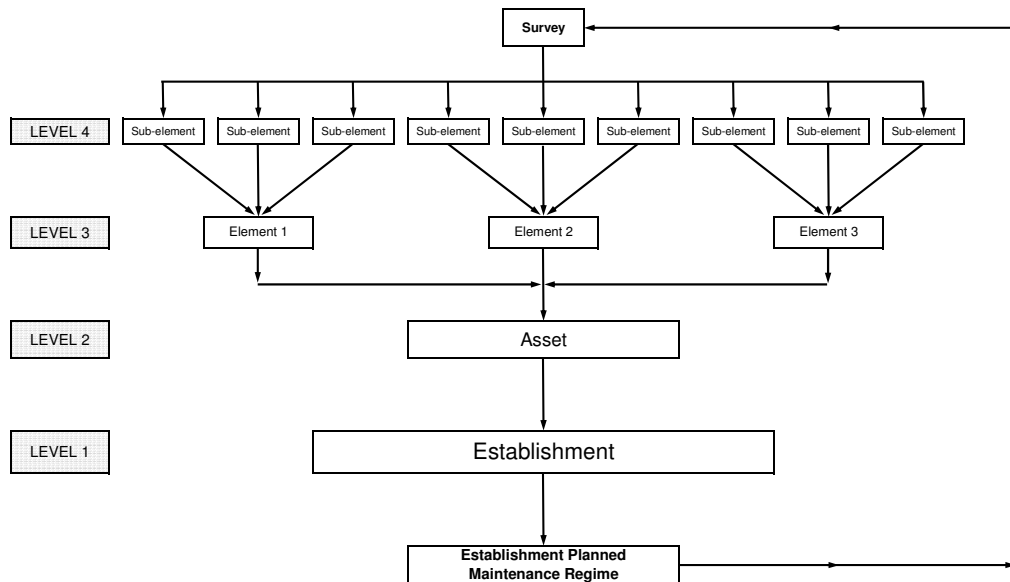 Survey
LEVEL 4
Sub-element
Sub-element
Sub-element
Sub-element
Sub-element
Sub-element
Sub-element
Sub-element
Sub-element
LEVEL 3
Element 1
Element 2
Element 3
LEVEL 2
Asset
LEVEL 1
Establishment
Establishment Planned
Maintenance Regime